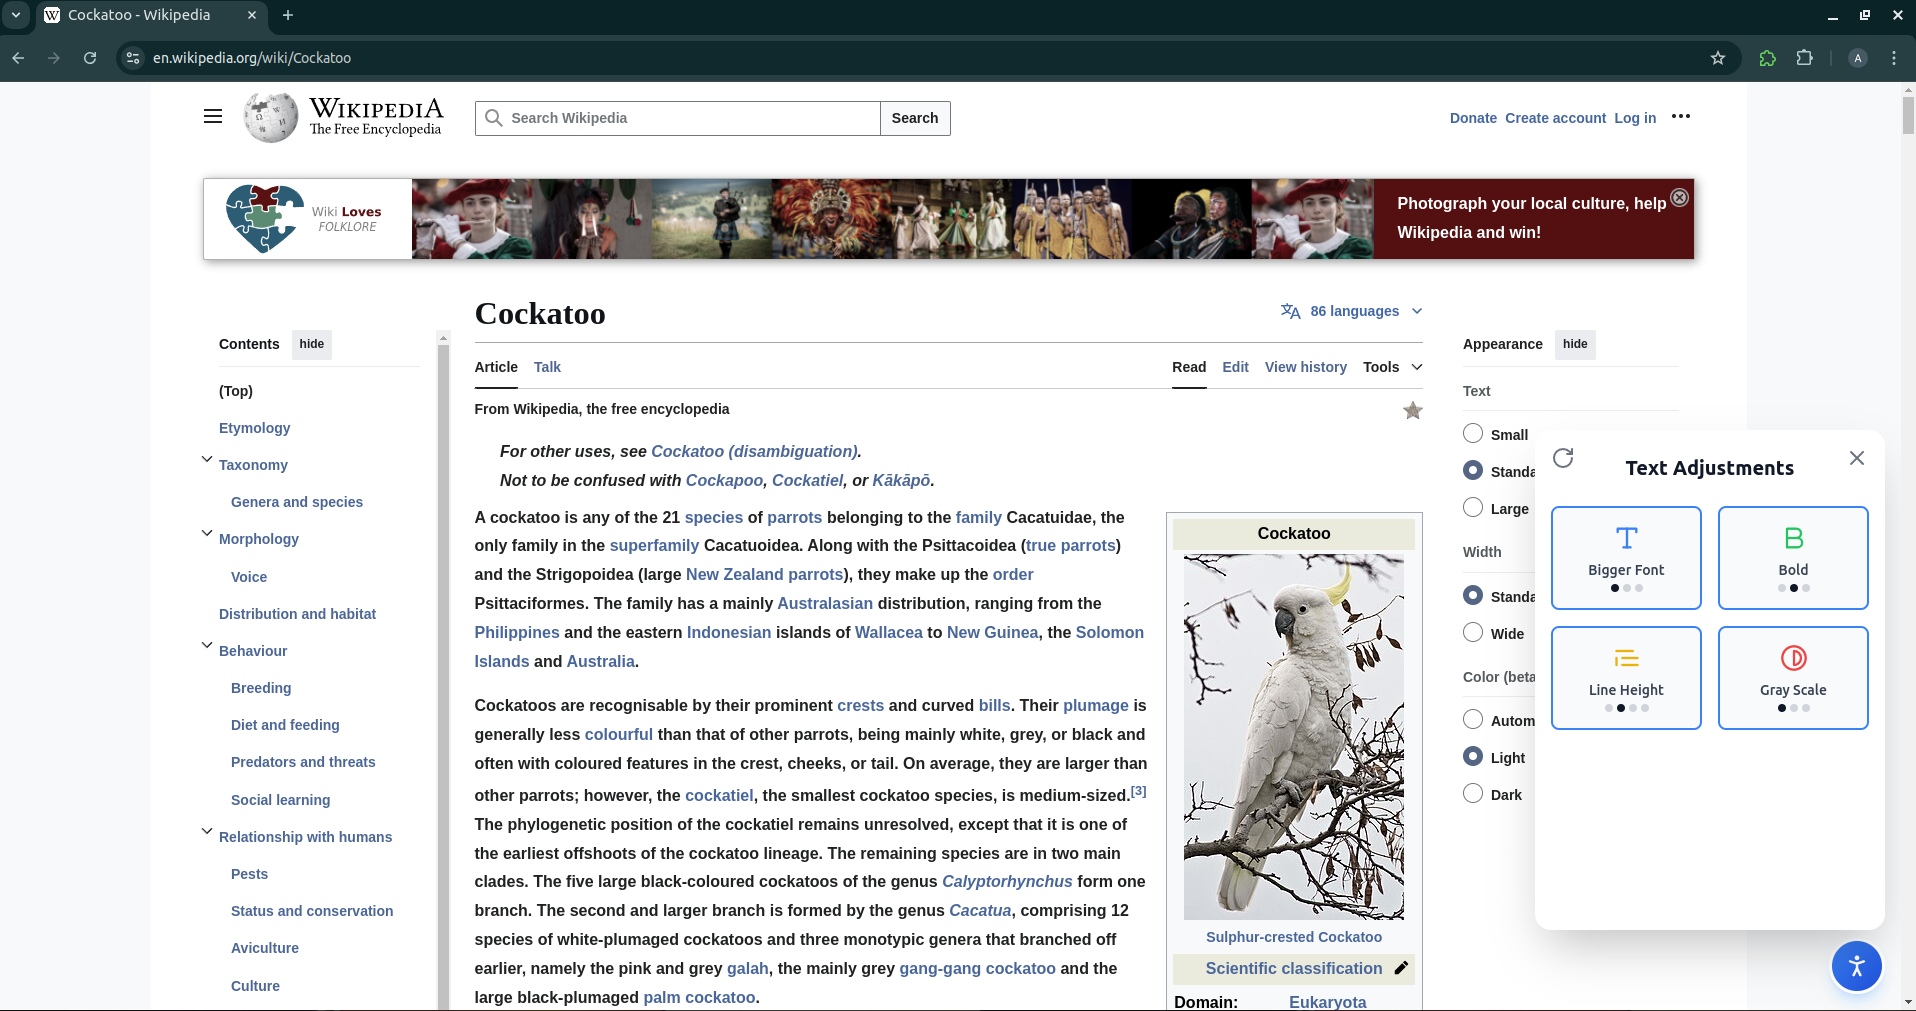 Cockatoo - Wikipedia
en.wikipedia.org/wiki/Cockatoo
A
WIKIPEDIA
The Free Encyclopedia
Search Wikipedia
Search
Donate Create account Log in
Wiki Loves
FOLKLORE
Photograph your local culture, help
Wikipedia and win!
Contents hide
(Top)
Etymology
Taxonomy
Genera and species
Morphology
Voice
Distribution and habitat
Behaviour
Breeding
Diet and feeding
Predators and threats
Social learning
Relationship with humans
Pests
Status and conservation
Aviculture
Culture
Cockatoo
86 languages
Article Talk
Read Edit View history Tools
From Wikipedia, the free encyclopedia
For other uses, see Cockatoo (disambiguation).
Not to be confused with Cockapoo, Cockatiel, or Kākāpō.
A cockatoo is any of the 21 species of parrots belonging to the family Cacatuidae, the
only family in the superfamily Cacatuoidea. Along with the Psittacoidea (true parrots)
and the Strigopoidea (large New Zealand parrots), they make up the order
Psittaciformes. The family has a mainly Australasian distribution, ranging from the
Philippines and the eastern Indonesian islands of Wallacea to New Guinea, the Solomon
Islands and Australia.
Cockatoos are recognisable by their prominent crests and curved bills. Their plumage is
generally less colourful than that of other parrots, being mainly white, grey, or black and
often with coloured features in the crest, cheeks, or tail. On average, they are larger than
other parrots; however, the cockatiel, the smallest cockatoo species, is medium-sized.[3]
The phylogenetic position of the cockatiel remains unresolved, except that it is one of
the earliest offshoots of the cockatoo lineage. The remaining species are in two main
clades. The five large black-coloured cockatoos of the genus Calyptorhynchus form one
branch. The second and larger branch is formed by the genus Cacatua, comprising 12
species of white-plumaged cockatoos and three monotypic genera that branched off
earlier, namely the pink and grey galah, the mainly grey gang-gang cockatoo and the
large black-plumaged palm cockatoo.
Cockatoo
Sulphur-crested Cockatoo
Scientific classification
Domain: Eukaryota
Appearance hide
Text
Small
Standa
Large
Width
Standa
Wide
Color (beta
Autom
Light
Dark
Text Adjustments
Bigger Font
Bold
Line Height
Gray Scale